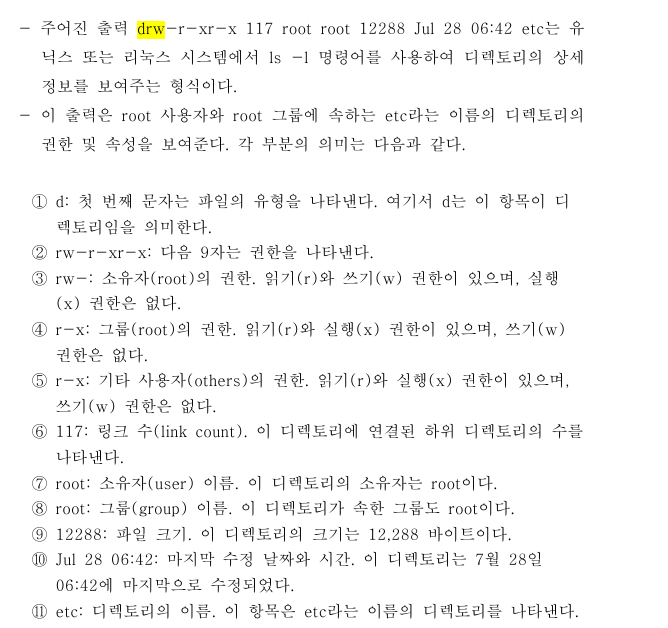 - 주어진 출력 drw-r-xr-x 117 root root 12288 Jul 28 06:42 etc는 유
닉스 또는 리눅스 시스템에서 ls -l 명령어를 사용하여 디렉토리의 상세
정보를 보여주는 형식이다.
- 이 출력은 root 사용자와 root 그룹에 속하는 etc라는 이름의 디렉토리의
권한 및 속성을 보여준다. 각 부분의 의미는 다음과 같다.
① d: 첫 번째 문자는 파일의 유형을 나타낸다. 여기서 d는 이 항목이 디
렉토리임을 의미한다.
② rw-r-xr-x: 다음 9자는 권한을 나타낸다.
③ rw-: 소유자(root)의 권한. 읽기(r)와 쓰기(w) 권한이 있으며, 실행
(x) 권한은 없다.
④ r-x: 그룹(root)의 권한. 읽기(r)와 실행(x) 권한이 있으며, 쓰기(w)
권한은 없다.
⑤ r-x: 기타 사용자(others)의 권한. 읽기(r)와 실행(x) 권한이 있으며,
쓰기(w) 권한은 없다.
⑥ 117: 링크 수(link count). 이 디렉토리에 연결된 하위 디렉토리의 수를
나타낸다.
⑦ root: 소유자(user) 이름. 이 디렉토리의 소유자는 root이다.
⑧ root: 그룹(group) 이름. 이 디렉토리가 속한 그룹도 root이다.
⑨ 12288: 파일 크기. 이 디렉토리의 크기는 12,288 바이트이다.
⑩ Jul 28 06:42: 마지막 수정 날짜와 시간. 이 디렉토리는 7월 28일
06:42에 마지막으로 수정되었다.
⑪ etc: 디렉토리의 이름. 이 항목은 etc라는 이름의 디렉토리를 나타낸다.